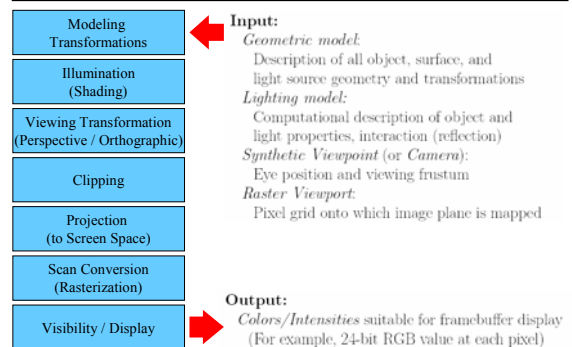 Modeling
Transformations
Illumination
(Shading)
Viewing Transformation
(Perspective / Orthographic)
Clipping
Projection
(to Screen Space)
Scan Conversion
(Rasterization)
Visibility / Display
Input:
Geometric model:
Description of all object, surface, and
light source geometry and transformations
Lighting model:
Computational description of object and
light properties, interaction (reflection)
Synthetic Viewpoint (or Camera):
Eye position and viewing frustum
Raster Viewport:
Pixel grid onto which image plane is mapped
Output:
Colors/Intensities suitable for framebuffer display
(For example, 24-bit RGB value at each pixel)